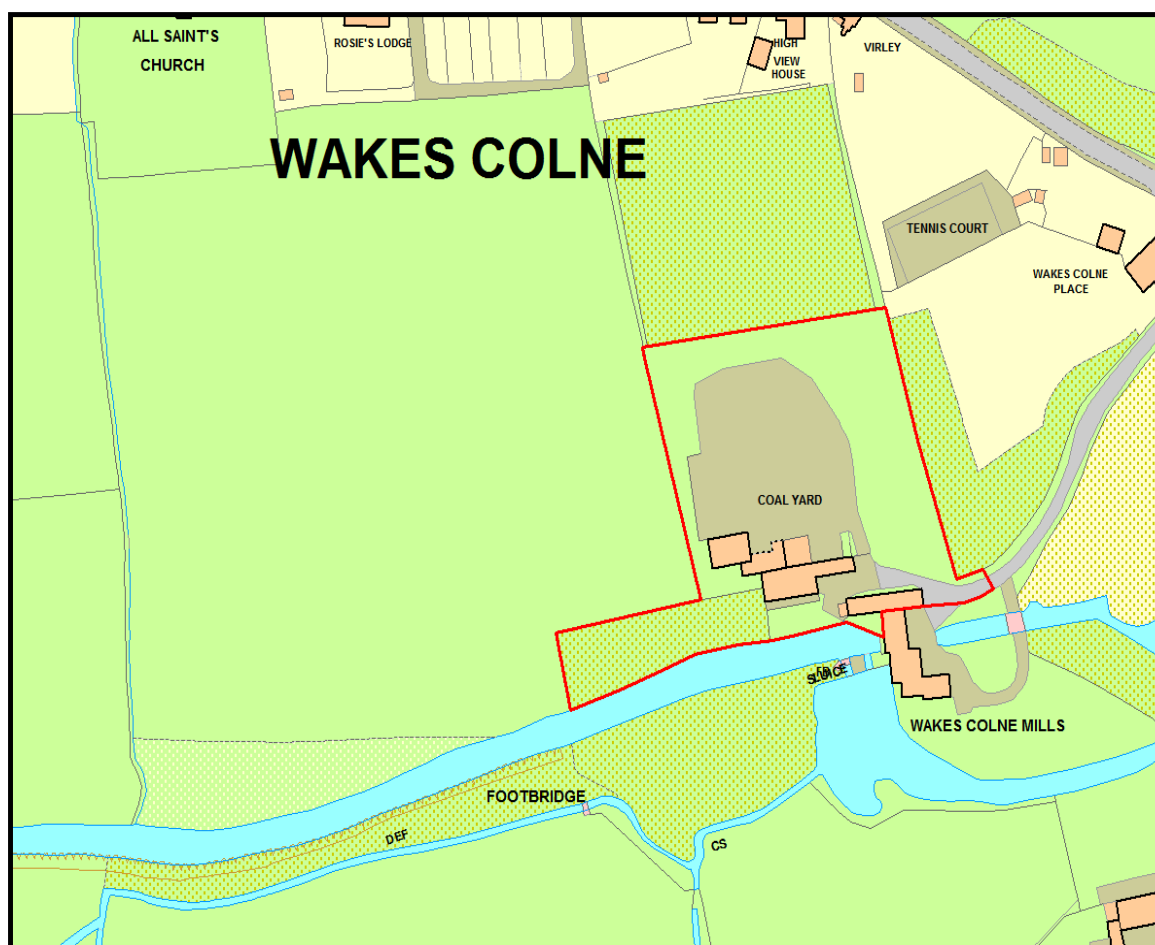 ALL SAINT'S
CHURCH
ROSIE'S LODGE
HIGH
VIEW
HOUSE
VIRLEY
WAKES COLNE
TENNIS COURT
WAKES COLNE
PLACE
COAL YARD
SLUICE
WAKES COLNE MILLS
FOOTBRIDGE
DEF
CS